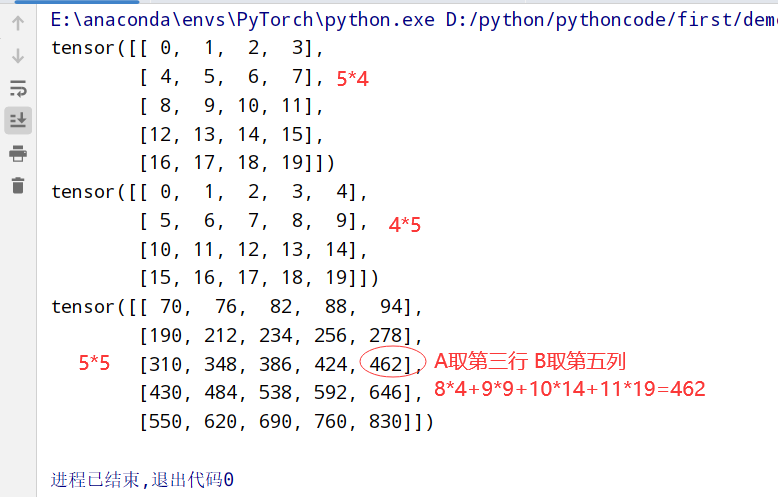 E:\anaconda\envs\PyTorch\python.exe D:/python/pythoncode/first/dem
tensor([[ 0,  1,  2,  3],
        [ 4,  5,  6,  7], 5*4
        [ 8,  9, 10, 11],
        [12, 13, 14, 15],
        [16, 17, 18, 19]])
tensor([[ 0,  1,  2,  3,  4],
        [ 5,  6,  7,  8,  9], 4*5
        [10, 11, 12, 13, 14],
        [15, 16, 17, 18, 19]])
tensor([[ 70,  76,  82,  88,  94],
        [190, 212, 234, 256, 278],
5*5 [310, 348, 386, 424, 462], A取第三行 B取第五列
8*4+9*9+10*14+11*19=462
        [430, 484, 538, 592, 646],
        [550, 620, 690, 760, 830]])
进程已结束,退出代码0